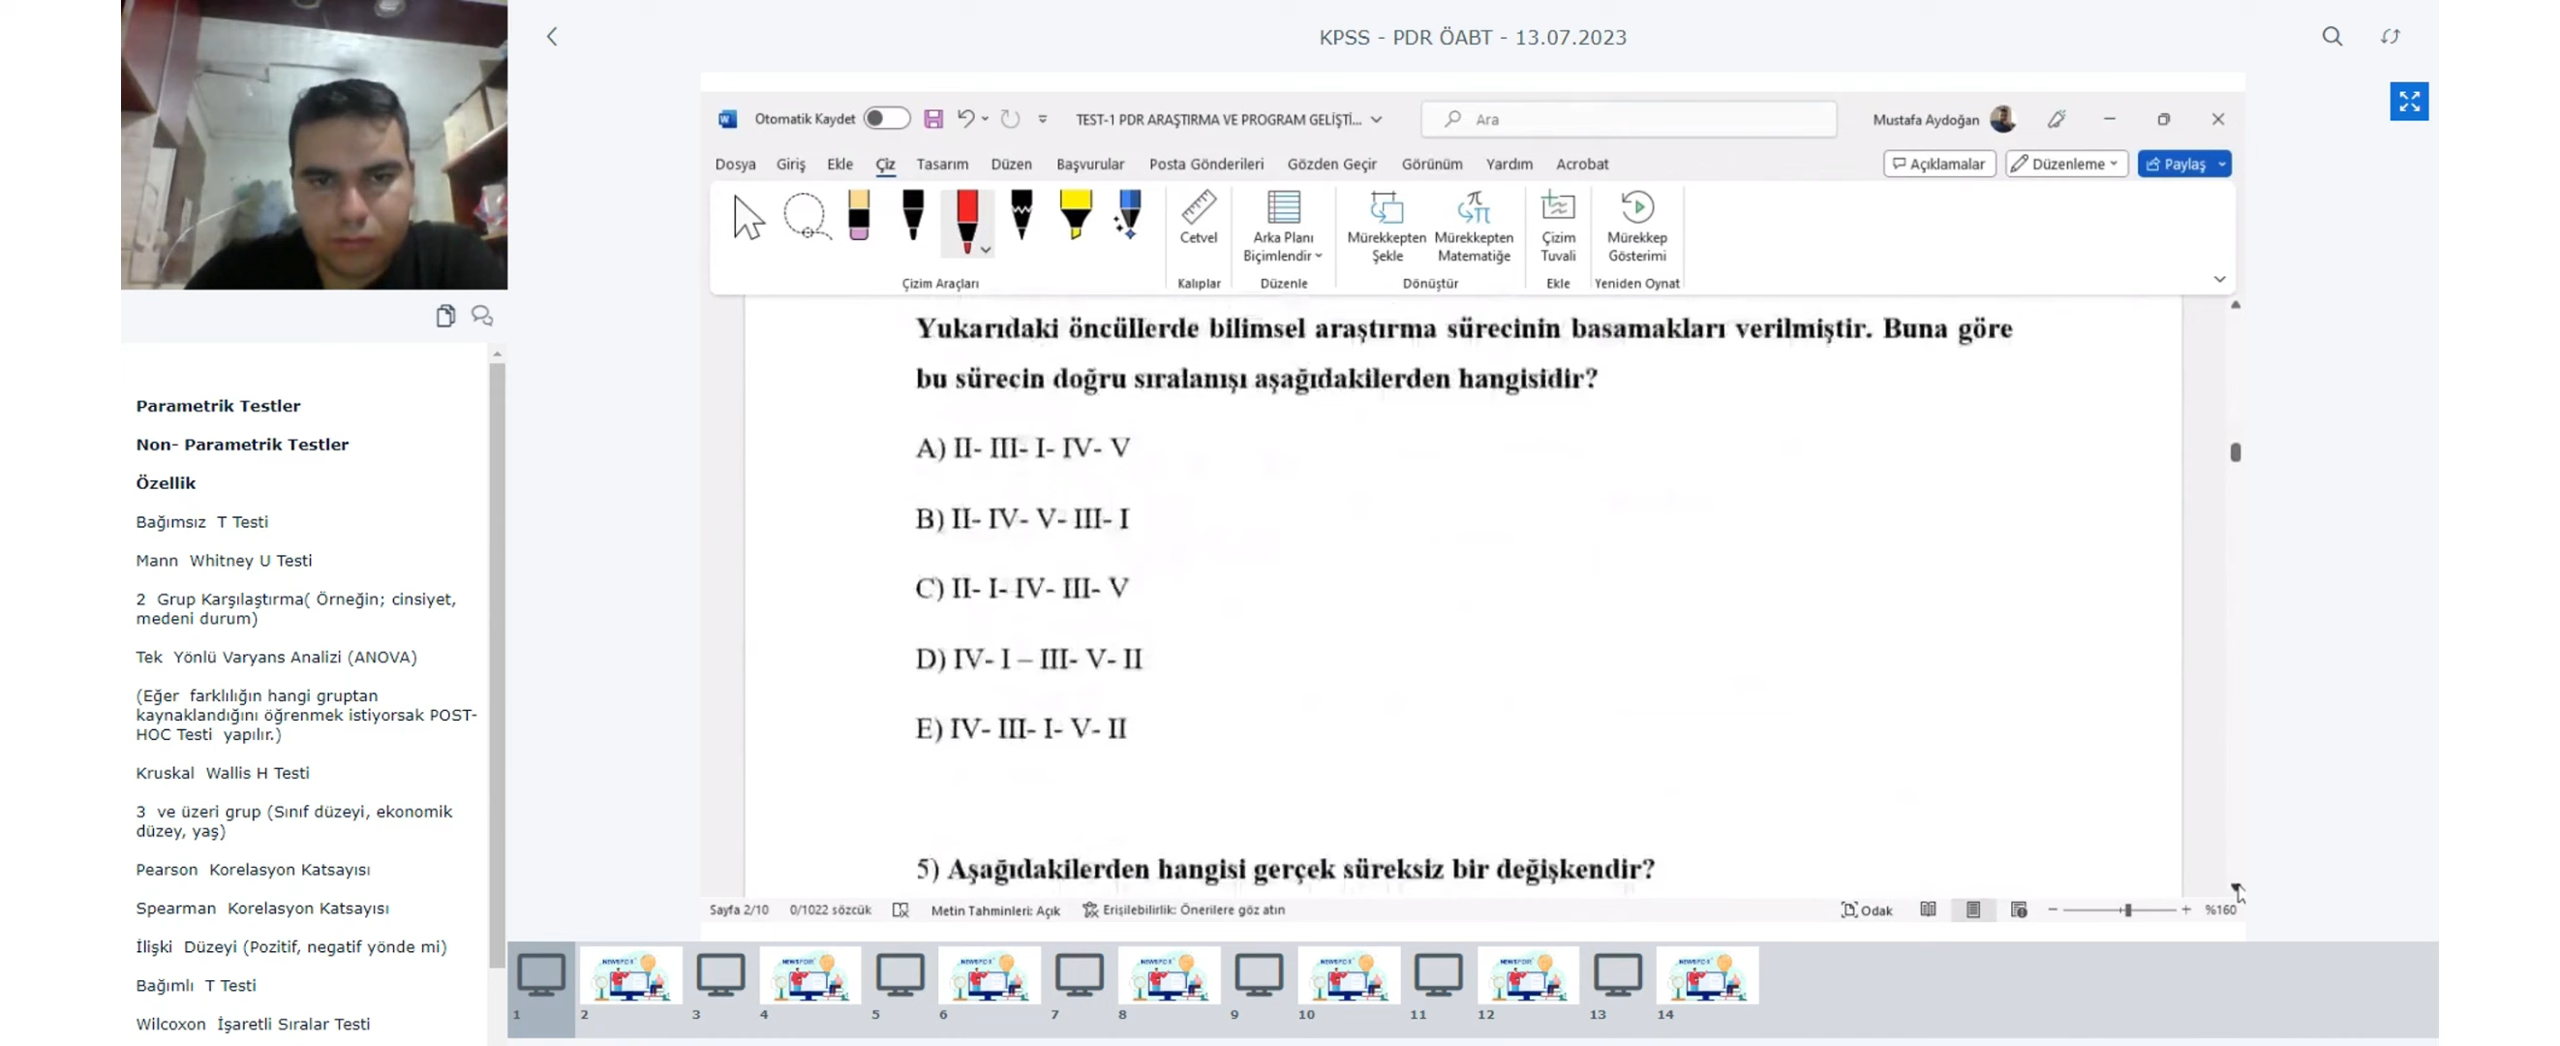 KPSS - PDR ÖABT - 13.07.2023
Otomatik Kaydet
TEST-1 PDR ARAŞTIRMA VE PROGRAM GELİŞTİ...
Ara
Mustafa Aydoğan
Dosya Giriş Ekle Çiz Tasarım Düzen Başvurular Posta Gönderileri Gözden Geçir Görünüm Yardım Acrobat
Açıklamalar
Düzenleme
Paylaş
Cetvel
Arka Planı
Biçimlendir
Mürekkepten
Şekle
Mürekkepten
Matematiğe
Çizim
Tuvali
Mürekkep
Gösterimi
Çizim Araçları
Kalıplar
Düzenle
Dönüştür
Ekle
Yeniden Oynat
Yukarıdaki öncüllerde bilimsel araştırma sürecinin basamakları verilmiştir. Buna göre
bu sürecin doğru sıralanışı aşağıdakilerden hangisidir?
A) II- III- I- IV- V
B) II- IV- V- III- I
C) II- I- IV- III- V
D) IV- I – III- V- II
E) IV- III- I- V- II
5) Aşağıdakilerden hangisi gerçek süreksiz bir değişkendir?
Sayfa 2/10
0/1022 sözcük
Metin Tahminleri: Açık
Erişilebilirlik: Önerilere göz atın
Odak
%160
Parametrik Testler
Non- Parametrik Testler
Özellik
Bağımsız T Testi
Mann Whitney U Testi
2 Grup Karşılaştırma( Örneğin; cinsiyet,
medeni durum)
Tek Yönlü Varyans Analizi (ANOVA)
(Eğer farklılığın hangi gruptan
kaynaklandığını öğrenmek istiyorsak POST-
HOC Testi yapılır.)
Kruskal Wallis H Testi
3 ve üzeri grup (Sınıf düzeyi, ekonomik
düzey, yaş)
Pearson Korelasyon Katsayısı
Spearman Korelasyon Katsayısı
İlişki Düzeyi (Pozitif, negatif yönde mi)
Bağımlı T Testi
Wilcoxon İşaretli Sıralar Testi
1 2 3 4 5 6 7 8 9 10 11 12 13 14